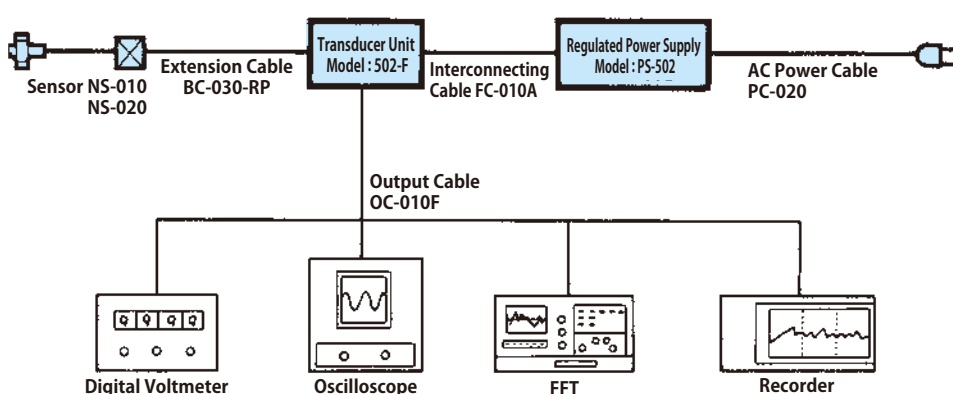 Sensor NS-010
NS-020
Extension Cable
BC-030-RP
Transducer Unit
Model : 502-F
Interconnecting
Cable FC-010A
Regulated Power Supply
Model : PS-502
AC Power Cable
PC-020
Output Cable
OC-010F
Digital Voltmeter
Oscilloscope
FFT
Recorder